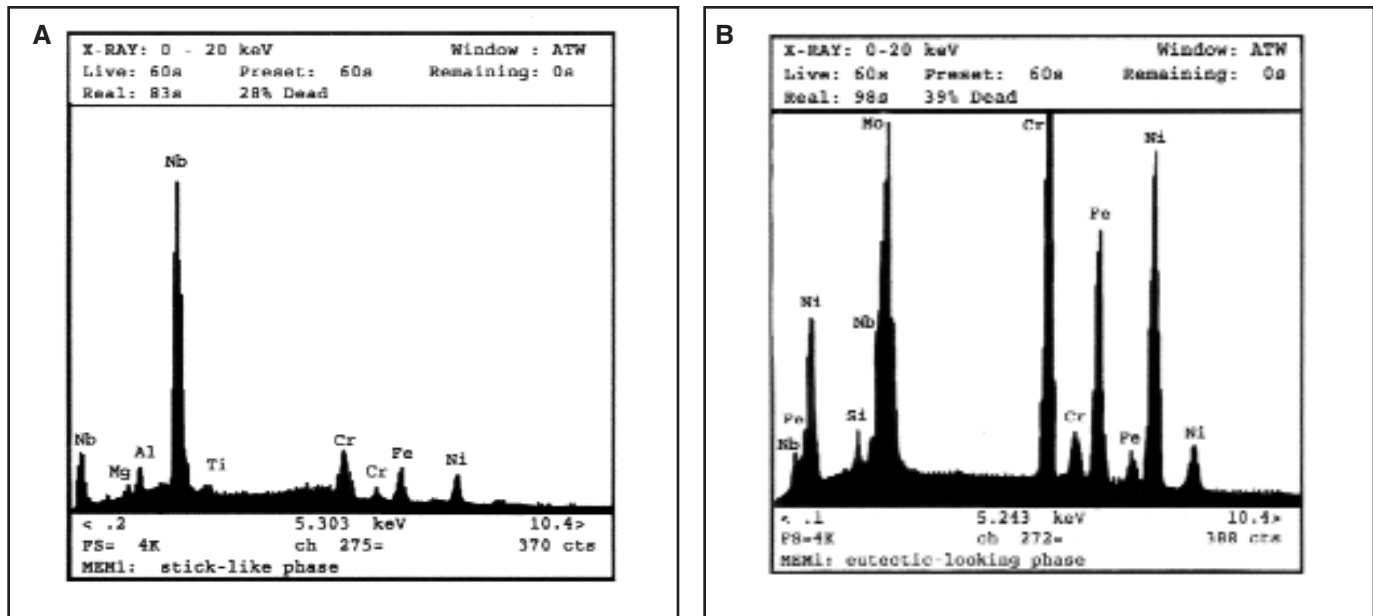 A
X-RAY: 0 - 20 keV Window : ATW
Live: 60s Preset: 60s Remaining: 0s
Real: 83s 28% Dead
Nb
Nb
Mg
Al
Ti
Cr
Cr
Fe
Ni
< .2 5.303 keV 10.4>
FS= 4K ch 275= 370 cts
MEM1: stick-like phase
B
X-RAY: 0-20 keV Window: ATW
Live: 60s Preset: 60s Remaining: 0s
Real: 98s 39% Dead
Mo
Cr
Ni
Fe
Ni
Nb
Si
Fe
Nb
Cr
Fe
Ni
< .1 5.243 keV 10.4>
FS=4K ch 272= 388 cts
MEM1: eutectic-looking phase